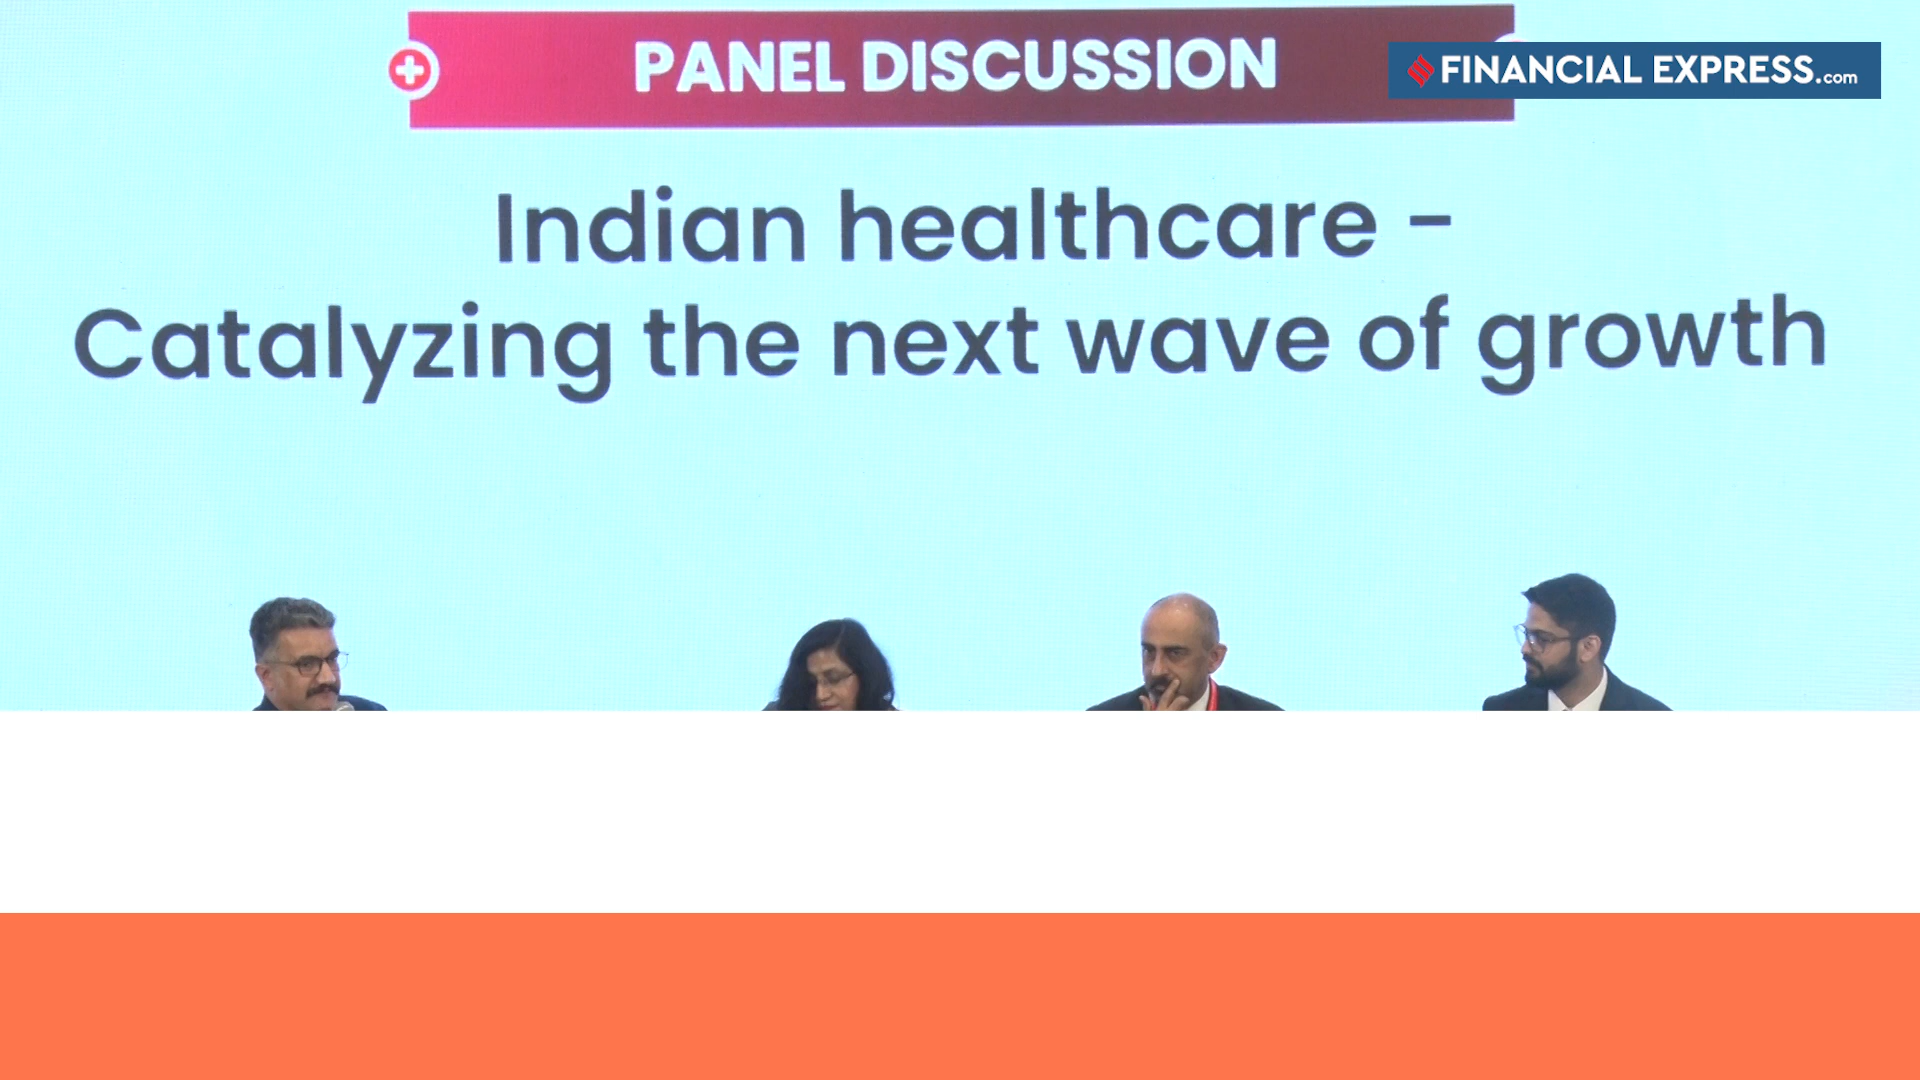 PANEL DISCUSSION
FINANCIAL EXPRESS.com
Indian healthcare -
Catalyzing the next wave of growth